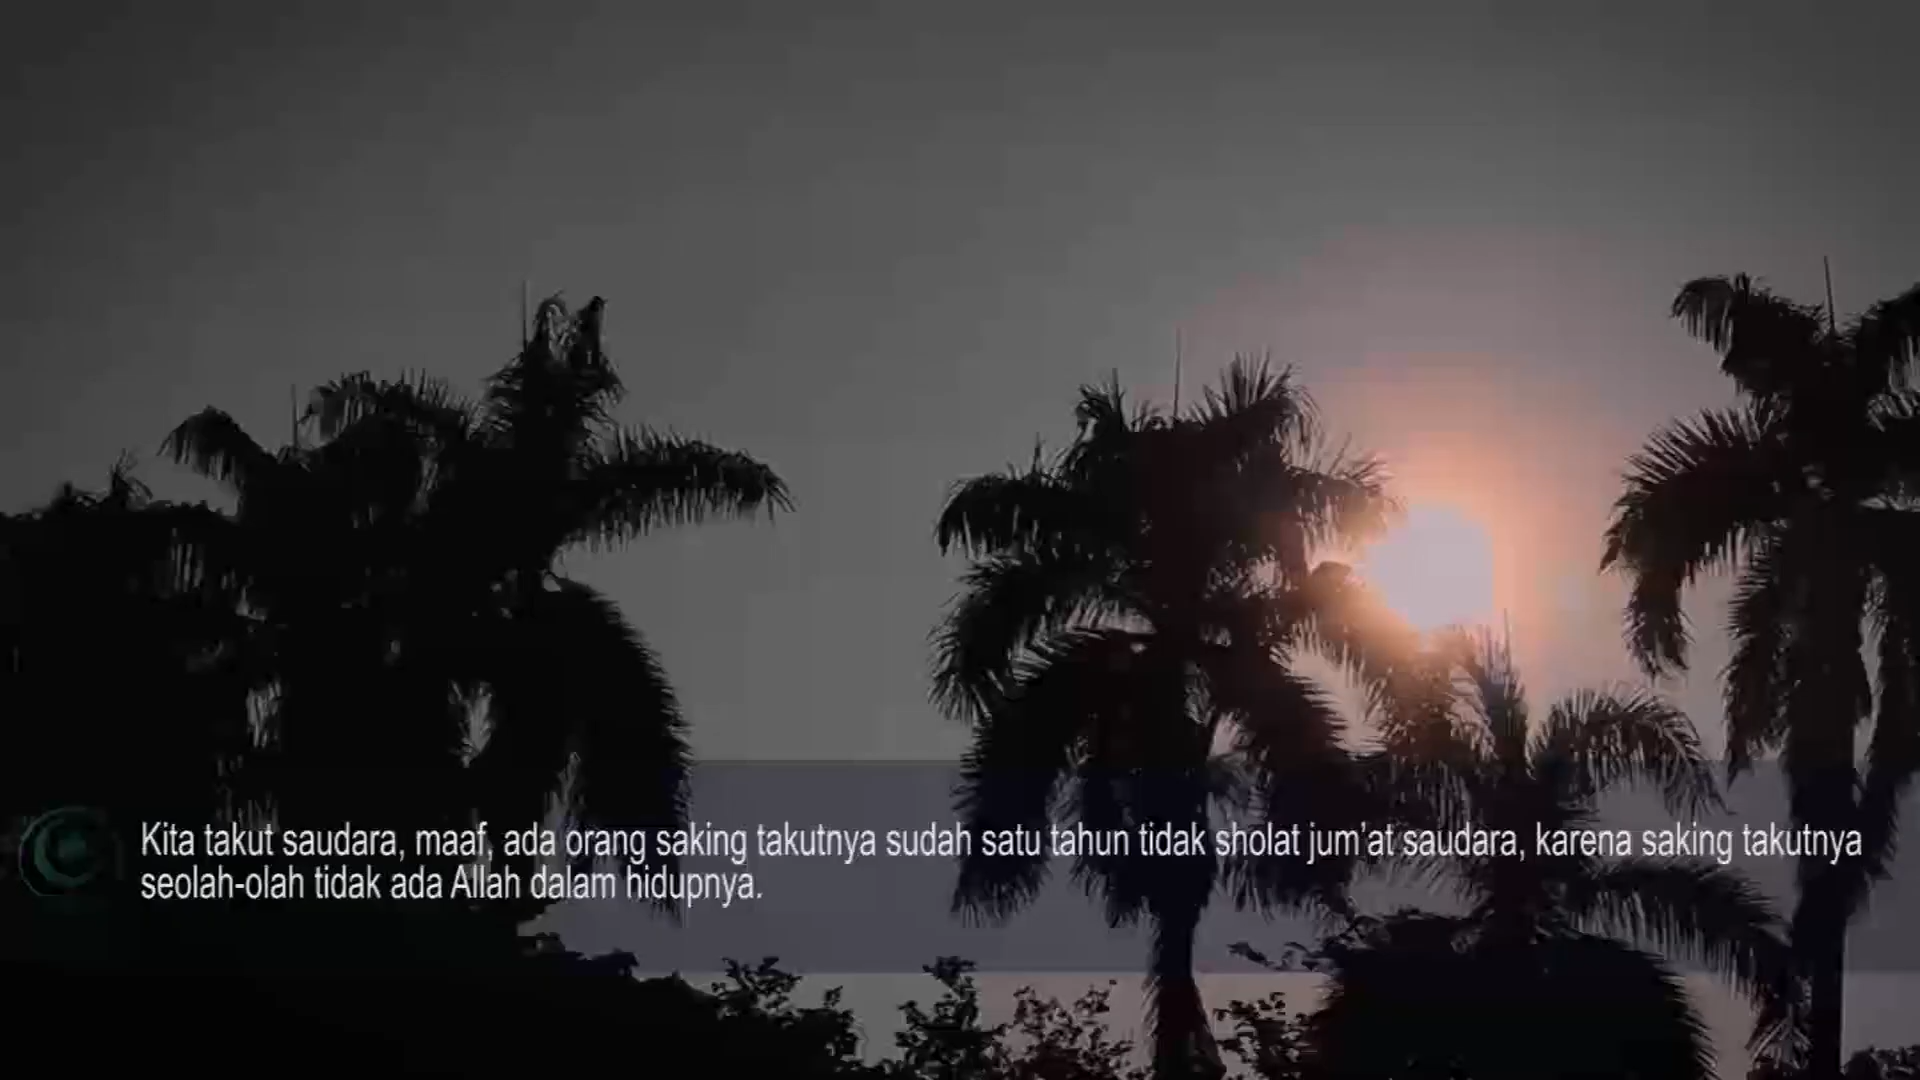 Kita takut saudara, maaf, ada orang saking takutnya sudah satu tahun tidak sholat jum'at saudara, karena saking takutnya
seolah-olah tidak ada Allah dalam hidupnya.